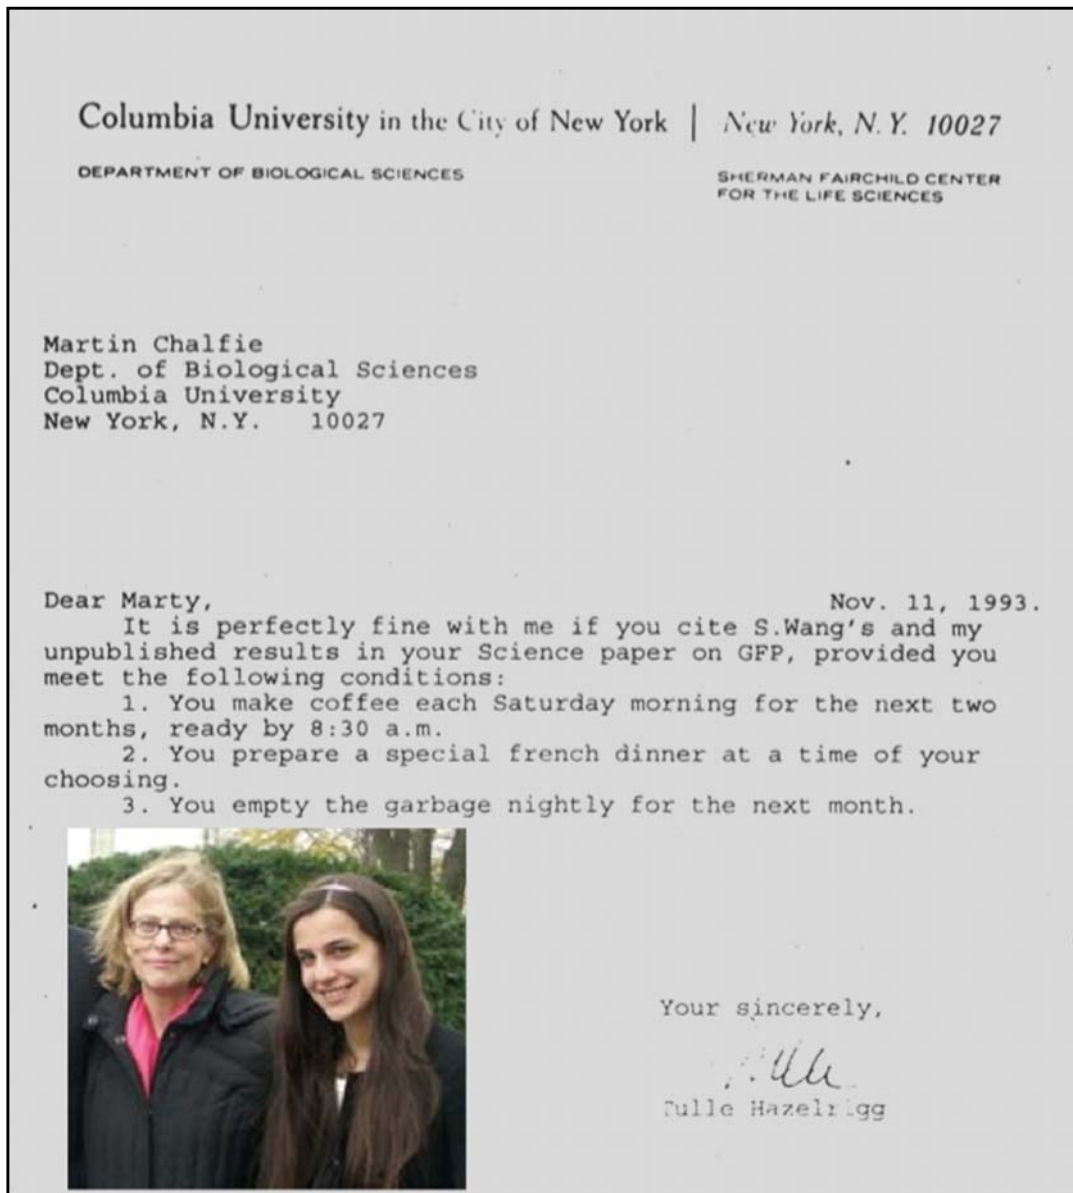 Columbia University in the City of New York | New York, N. Y. 10027
DEPARTMENT OF BIOLOGICAL SCIENCES
SHERMAN FAIRCHILD CENTER
FOR THE LIFE SCIENCES
Martin Chalfie
Dept. of Biological Sciences
Columbia University
New York, N.Y. 10027
Dear Marty, Nov. 11, 1993.
It is perfectly fine with me if you cite S.Wang's and my
unpublished results in your Science paper on GFP, provided you
meet the following conditions:
1. You make coffee each Saturday morning for the next two
months, ready by 8:30 a.m.
2. You prepare a special french dinner at a time of your
choosing.
3. You empty the garbage nightly for the next month.
Your sincerely,
Tulle Hazelrigg